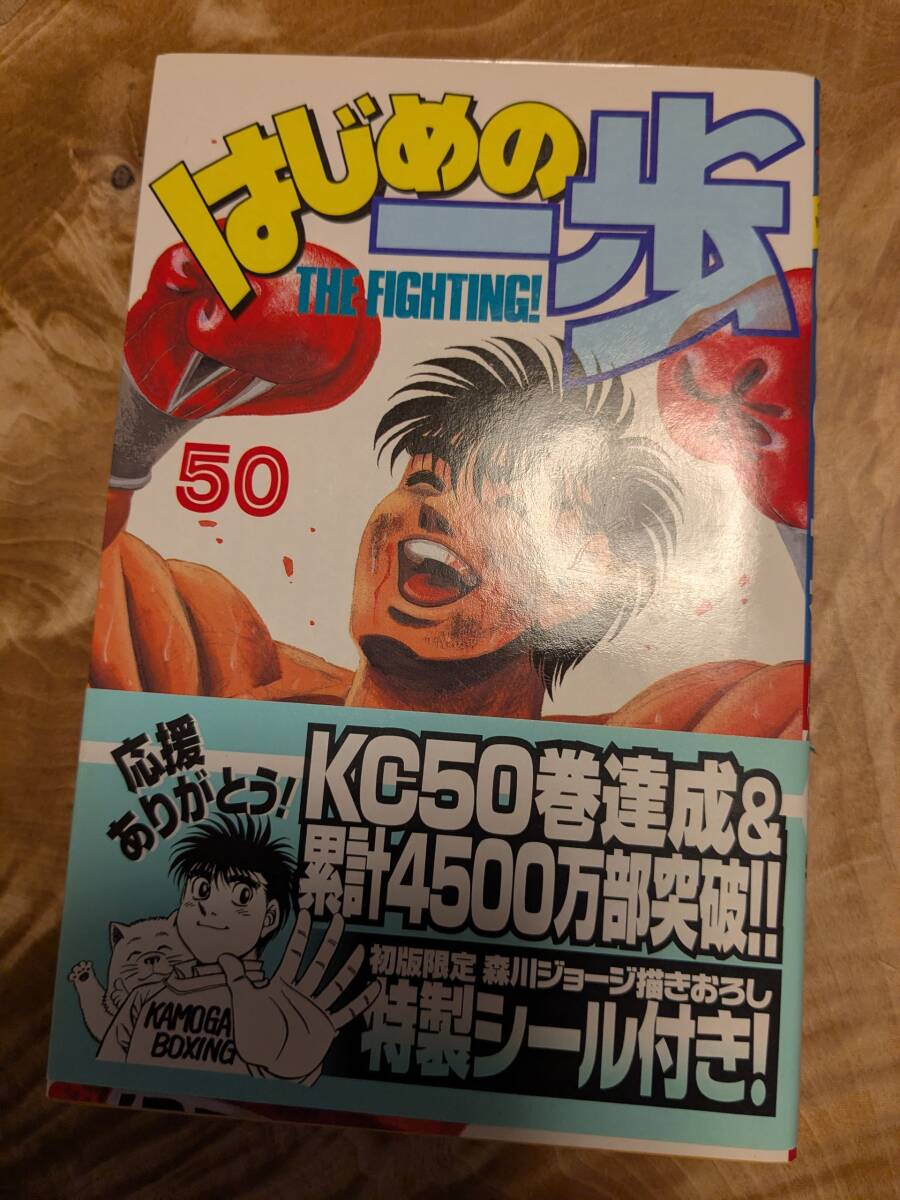 はじめの一歩
THE FIGHTING!
50
応援
ありがとう!
KC50巻達成&
累計4500万部突破!!
初版限定 森川ジョージ描きおろし
特製シール付き!
KAMOGA
BOXING